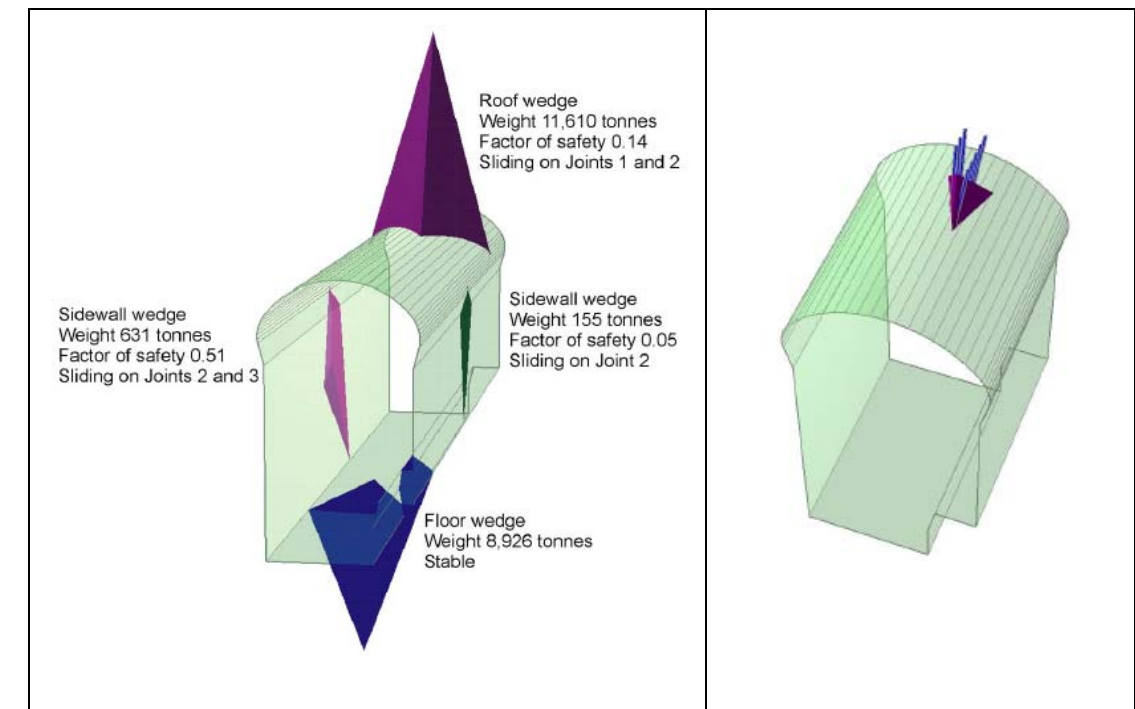 Roof wedge
Weight 11,610 tonnes
Factor of safety 0.14
Sliding on Joints 1 and 2
Sidewall wedge
Weight 631 tonnes
Factor of safety 0.51
Sliding on Joints 2 and 3
Sidewall wedge
Weight 155 tonnes
Factor of safety 0.05
Sliding on Joint 2
Floor wedge
Weight 8,926 tonnes
Stable